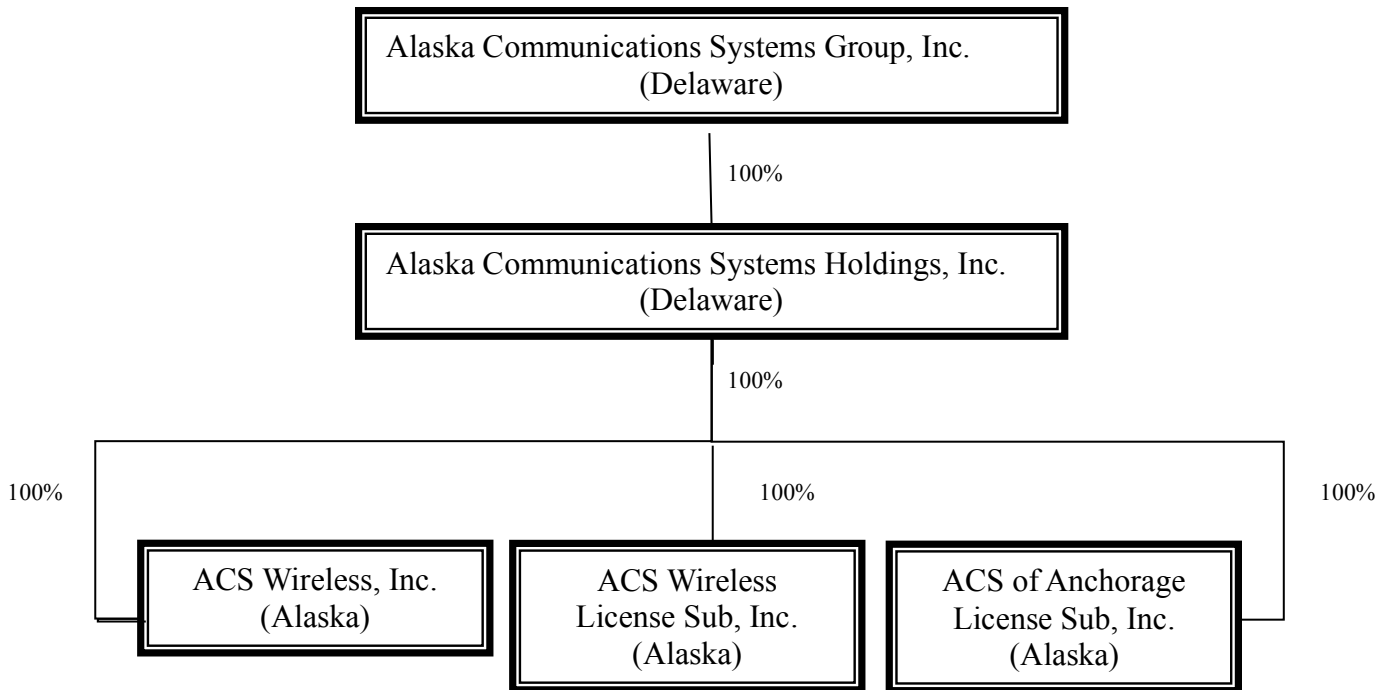 Alaska Communications Systems Group, Inc.
(Delaware)
100%
Alaska Communications Systems Holdings, Inc.
(Delaware)
100%
100%
100%
100%
ACS Wireless, Inc.
(Alaska)
ACS Wireless
License Sub, Inc.
(Alaska)
ACS of Anchorage
License Sub, Inc.
(Alaska)